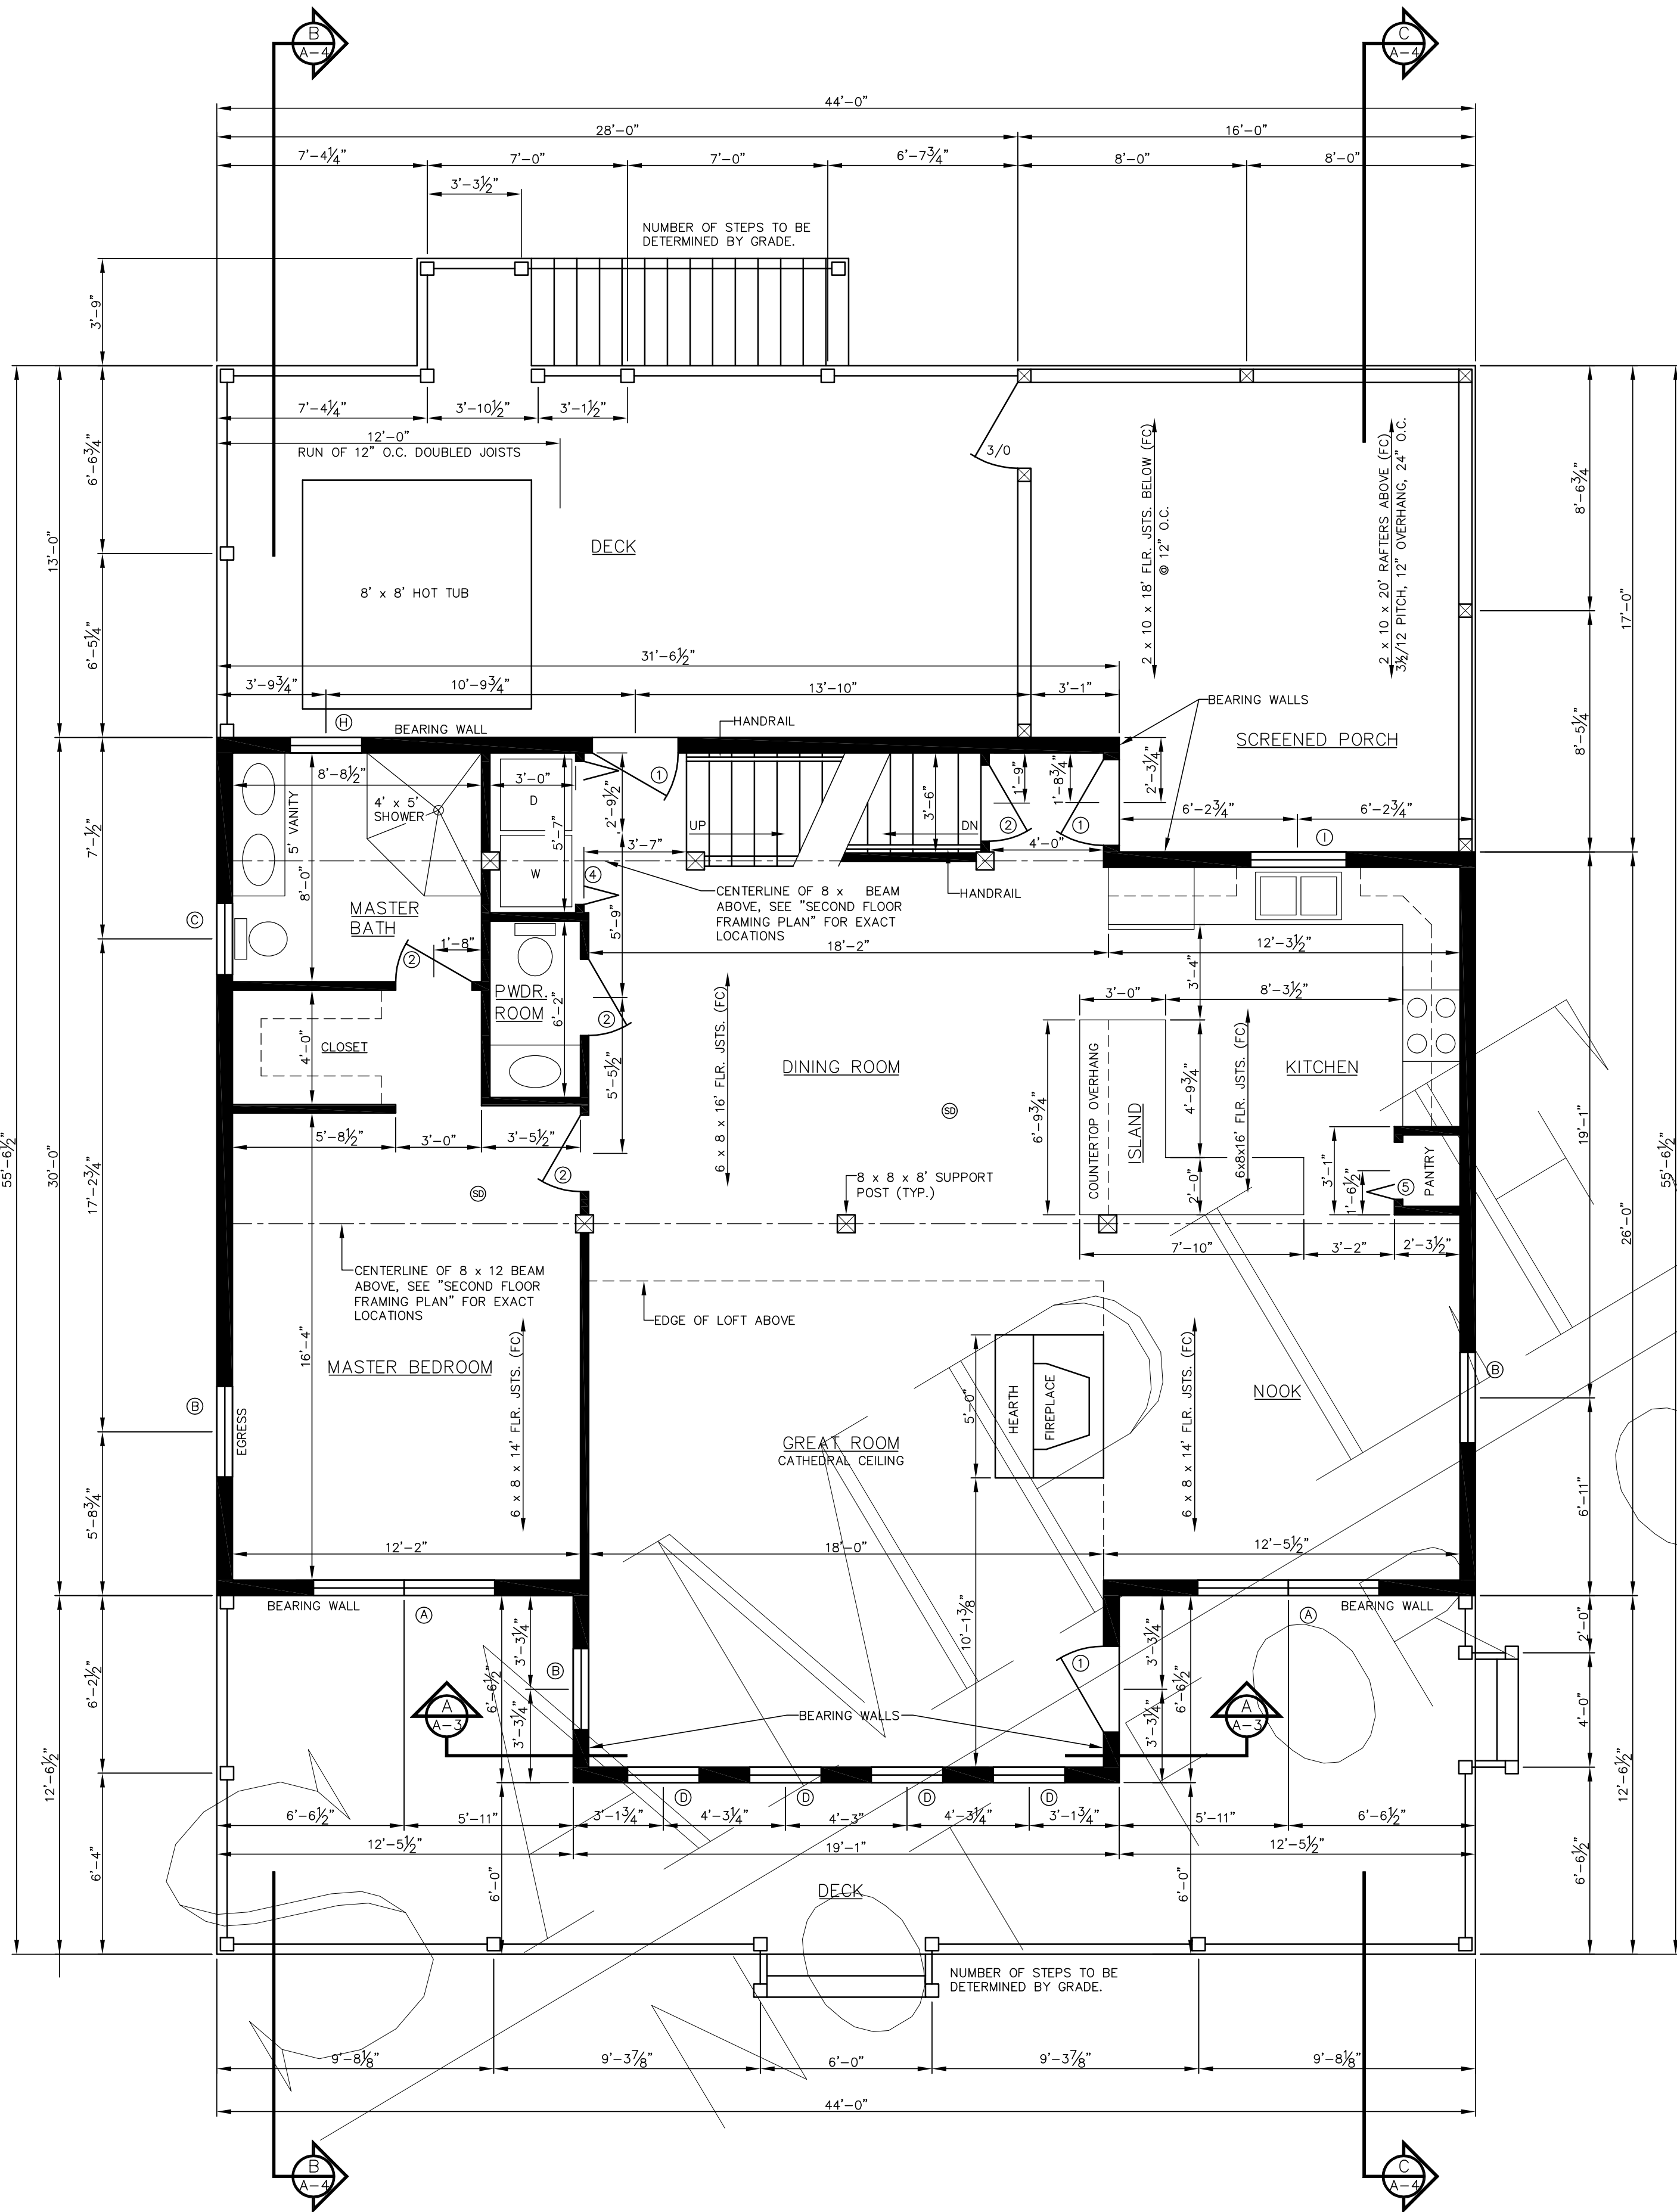 B
A-4
C
A-4
44'-0"
28'-0"
16'-0"
7'-4¼"
7'-0"
7'-0"
6'-7¾"
8'-0"
8'-0"
3'-3½"
NUMBER OF STEPS TO BE
DETERMINED BY GRADE.
3'-9"
7'-4¼"
3'-10½"
3'-1½"
12'-0"
RUN OF 12" O.C. DOUBLED JOISTS
3/0
6'-6¾"
13'-0"
6'-5¼"
DECK
8' x 8' HOT TUB
2 x 10 x 18' FLR. JSTS. BELOW (FC)
@ 12" O.C.
2 x 10 x 20' RAFTERS ABOVE (FC)
3½/12 PITCH, 12" OVERHANG, 24" O.C.
8'-6¾"
17'-0"
8'-5¼"
31'-6½"
3'-9¾"
10'-9¾"
13'-10"
3'-1"
BEARING WALLS
H
BEARING WALL
HANDRAIL
SCREENED PORCH
8'-8½"
3'-0"
D
2'-9½"
1
5'-7"
3'-6"
1'-9"
1'-8¾"
2'-3¼"
4' x 5'
SHOWER
5' VANITY
UP
DN
2
1
6'-2¾"
6'-2¾"
I
3'-7"
4'-0"
W
4
7'-½"
8'-0"
MASTER
BATH
CENTERLINE OF 8 x BEAM
ABOVE, SEE "SECOND FLOOR
FRAMING PLAN" FOR EXACT
LOCATIONS
HANDRAIL
C
5'-9"
18'-2"
12'-3½"
1'-8"
2
3'-4"
PWDR.
ROOM
6'-2"
2
3'-0"
8'-3½"
6 x 8 x 16' FLR. JSTS. (FC)
CLOSET
4'-0"
5'-5½"
DINING ROOM
SD
6'-9¾"
COUNTERTOP OVERHANG
ISLAND
4'-9¾"
6x8x16' FLR. JSTS. (FC)
KITCHEN
19'-1"
55'-6½"
30'-0"
17'-2¾"
5'-8½"
3'-0"
3'-5½"
2
SD
8 x 8 x 8' SUPPORT
POST (TYP.)
2'-0"
3'-1"
1'-6½"
5
PANTRY
26'-0"
55'-6½"
7'-10"
3'-2"
2'-3½"
CENTERLINE OF 8 x 12 BEAM
ABOVE, SEE "SECOND FLOOR
FRAMING PLAN" FOR EXACT
LOCATIONS
EDGE OF LOFT ABOVE
16'-4"
MASTER BEDROOM
6 x 8 x 14' FLR. JSTS. (FC)
5'-0"
HEARTH
FIREPLACE
6 x 8 x 14' FLR. JSTS. (FC)
NOOK
B
B
EGRESS
GREAT ROOM
CATHEDRAL CEILING
5'-8¾"
6'-11"
12'-2"
18'-0"
12'-5½"
10'-1⅜"
BEARING WALL
A
A
BEARING WALL
3'-3¼"
6'-6½"
3'-3¼"
B
1
3'-3¼"
6'-6½"
3'-3¼"
2'-0"
4'-0"
6'-2½"
12'-6½"
A
A-3
BEARING WALLS
A
A-3
12'-6½"
D
D
D
D
6'-6½"
5'-11"
3'-1¾"
4'-3¼"
4'-3"
4'-3¼"
3'-1¾"
5'-11"
6'-6½"
12'-5½"
19'-1"
12'-5½"
6'-4"
6'-0"
DECK
6'-0"
6'-6½"
NUMBER OF STEPS TO BE
DETERMINED BY GRADE.
9'-8⅛"
9'-3⅞"
6'-0"
9'-3⅞"
9'-8⅛"
44'-0"
B
A-4
C
A-4